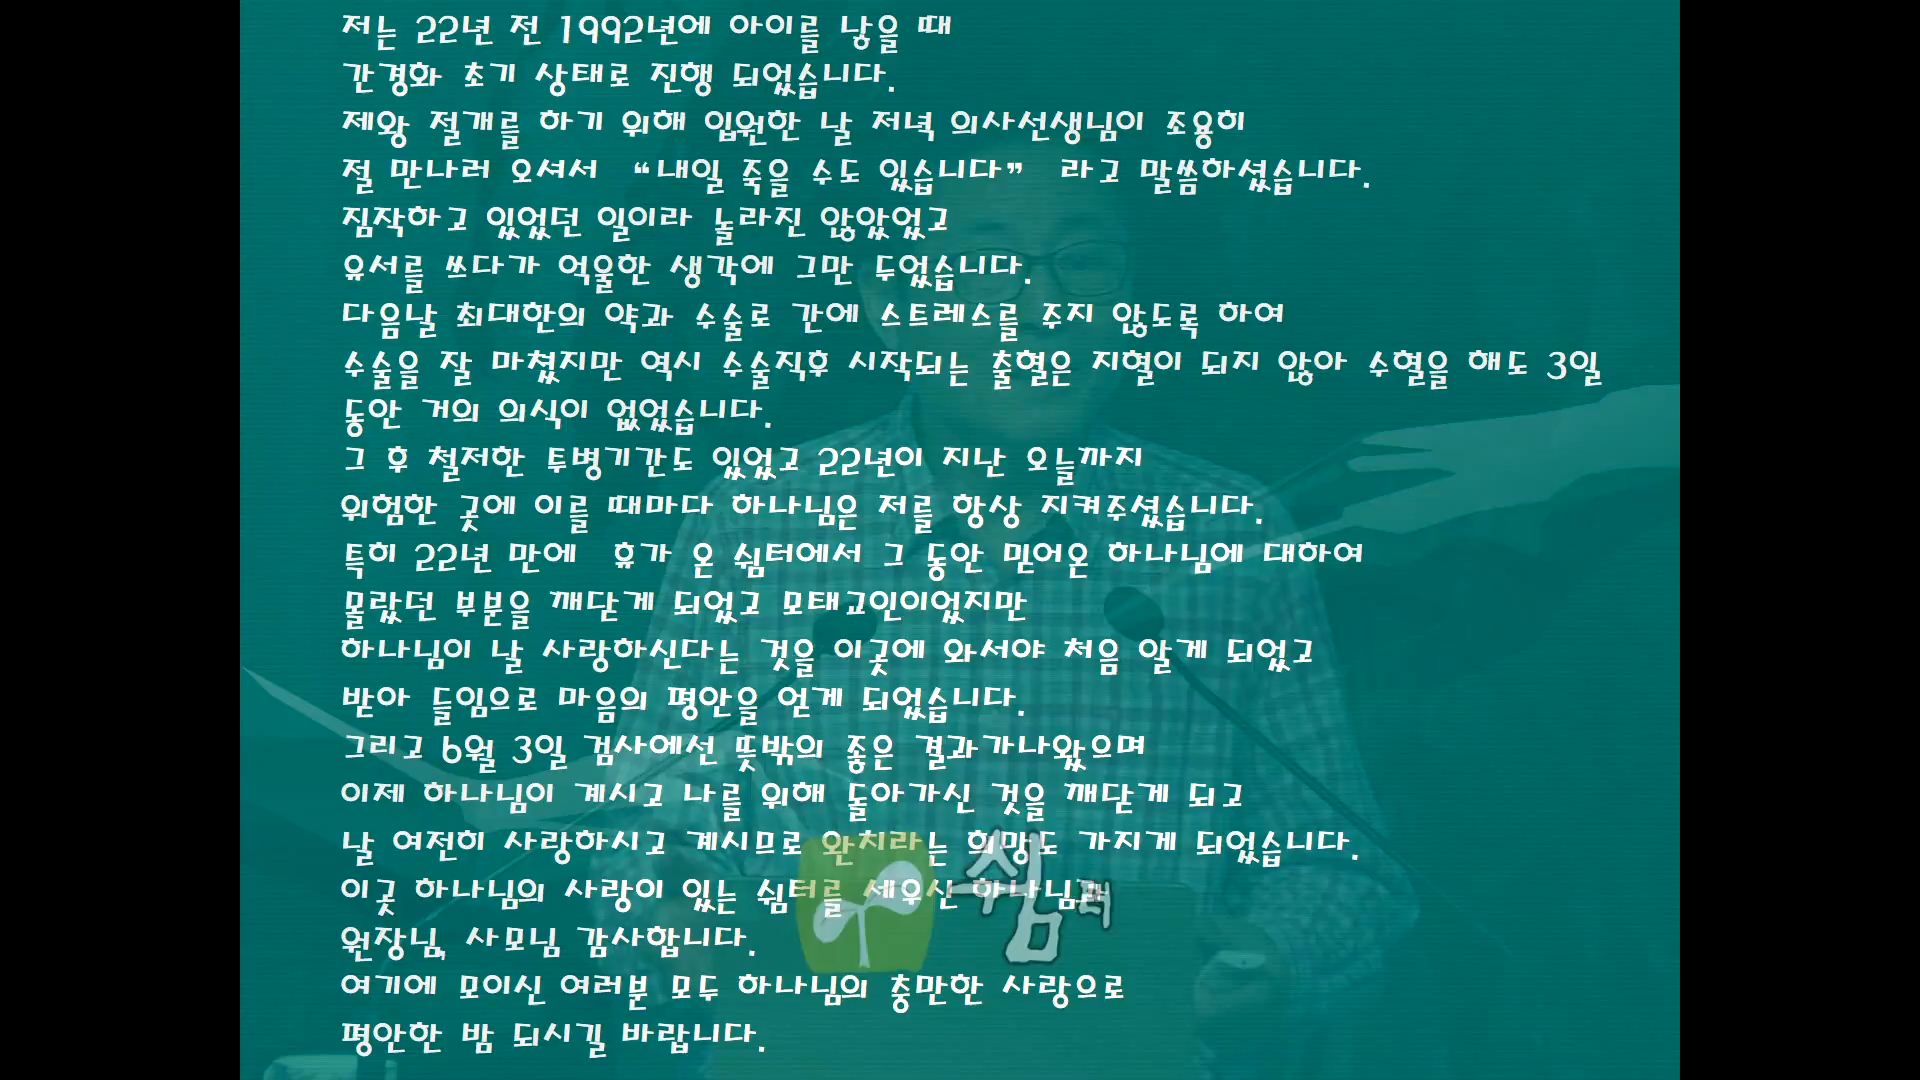 저는 22년 전 1992년에 아이를 낳을 때
간경화 초기 상태로 진행 되었습니다.
제왕 절개를 하기 위해 입원한 날 저녁 의사선생님이 조용히
절 만나러 오셔서 “내일 죽을 수도 있습니다” 라고 말씀하셨습니다.
짐작하고 있었던 일이라 놀라진 않았었고
유서를 쓰다가 억울한 생각에 그만 두었습니다.
다음날 최대한의 약과 수술로 간에 스트레스를 주지 않도록 하여
수술을 잘 마쳤지만 역시 수술직후 시작되는 출혈은 지혈이 되지 않아 수혈을 해도 3일
동안 거의 의식이 없었습니다.
그 후 철저한 투병기간도 있었고 22년이 지난 오늘까지
위험한 곳에 이를 때마다 하나님은 저를 항상 지켜주셨습니다.
특히 22년 만에 휴가 온 쉼터에서 그 동안 믿어온 하나님에 대하여
몰랐던 부분을 깨닫게 되었고 모태교인이었지만
하나님이 날 사랑하신다는 것을 이곳에 와서야 처음 알게 되었고
받아 들임으로 마음의 평안을 얻게 되었습니다.
그리고 6월 3일 검사에선 뜻밖의 좋은 결과가나왔으며
이제 하나님이 계시고 나를 위해 돌아가신 것을 깨닫게 되고
날 여전히 사랑하시고 계시므로 완치라는 희망도 가지게 되었습니다.
이곳 하나님의 사랑이 있는 쉼터를 세우신 하나님과
원장님, 사모님 감사합니다.
여기에 모이신 여러분 모두 하나님의 충만한 사랑으로
평안한 밤 되시길 바랍니다.
쉼터